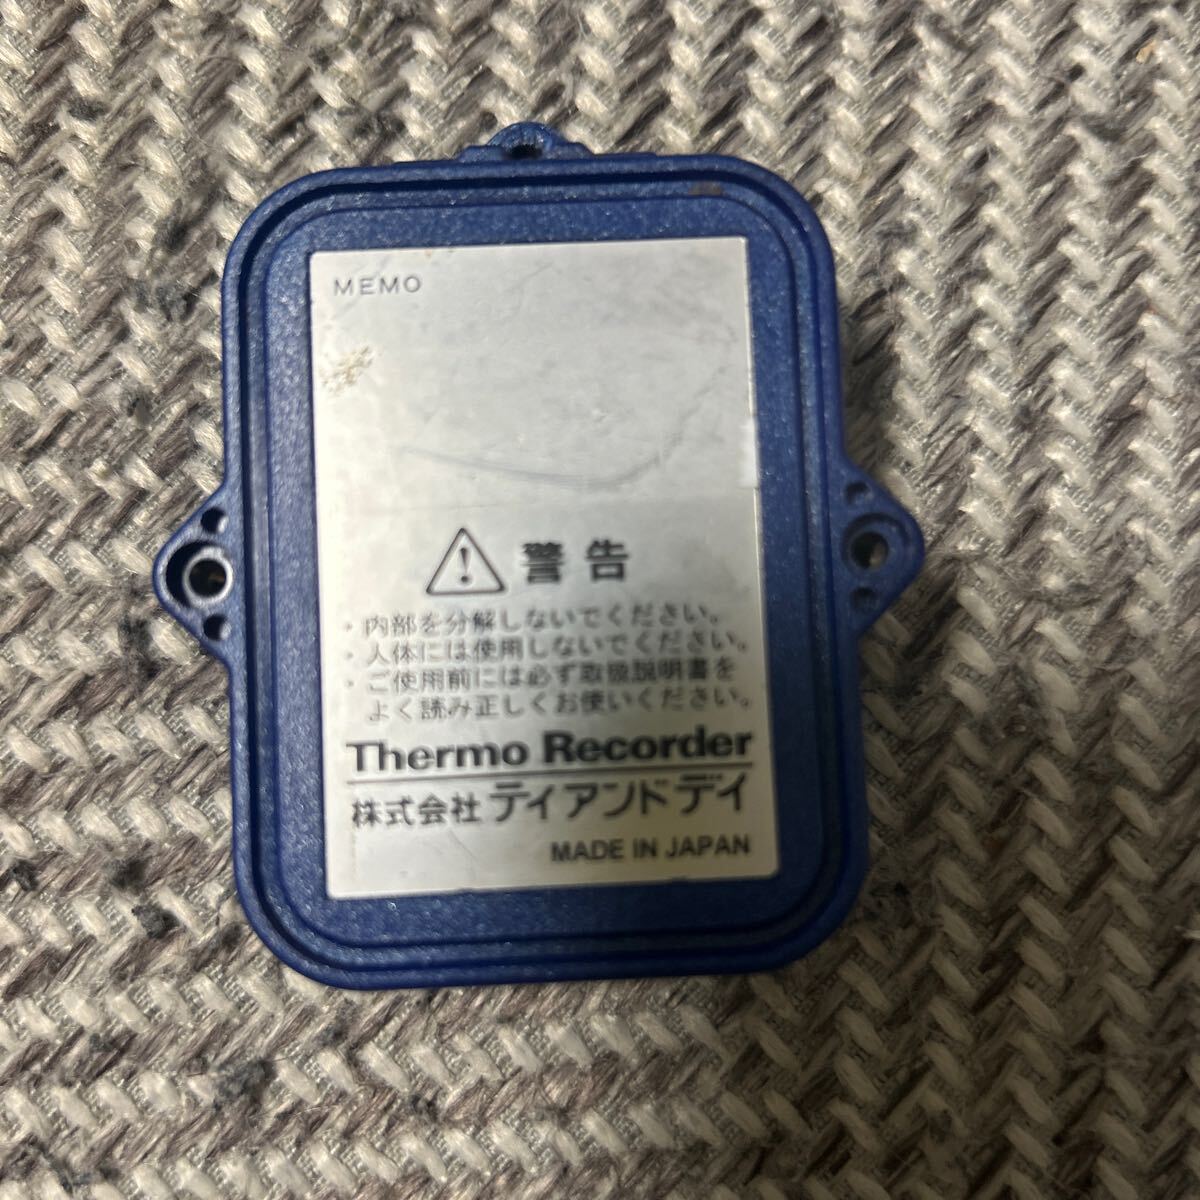 MEMO
警告
・内部を分解しないでください。
・人体には使用しないでください。
・ご使用前には必ず取扱説明書を
よく読み正しくお使いください。
Thermo Recorder
株式会社 ティアンドデイ
MADE IN JAPAN